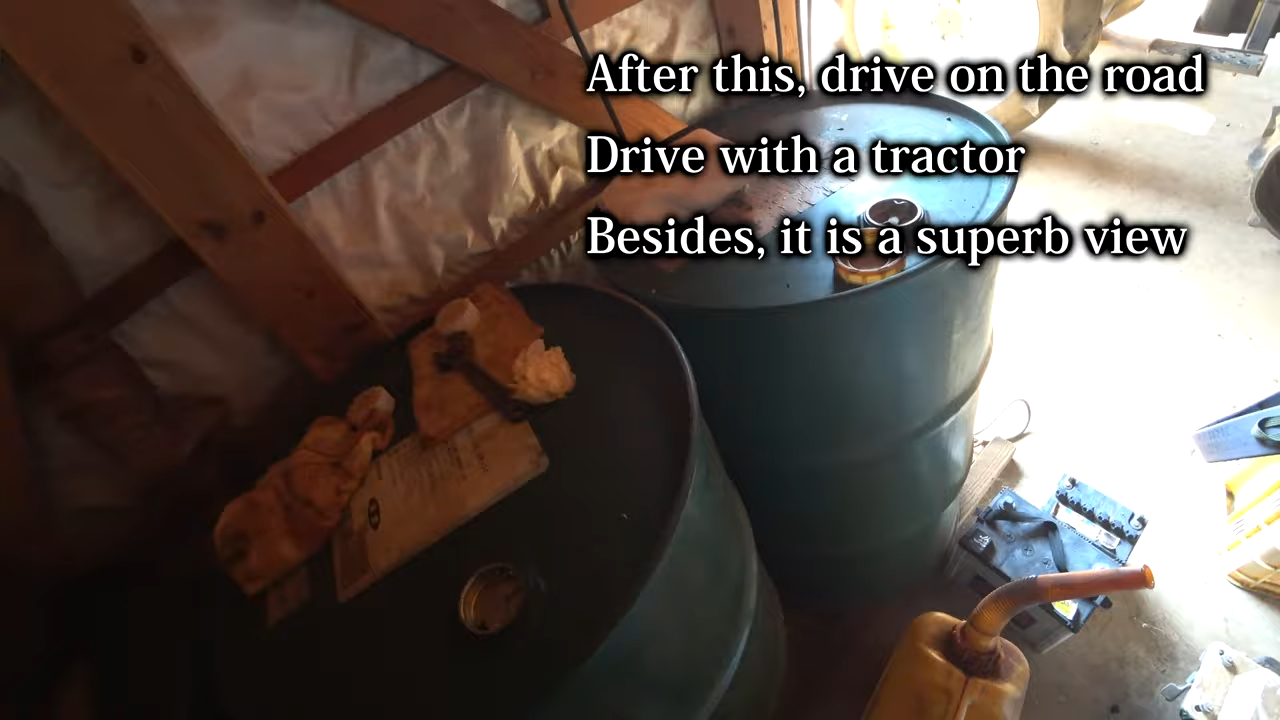 After this, drive on the road
Drive with a tractor
Besides, it is a superb view